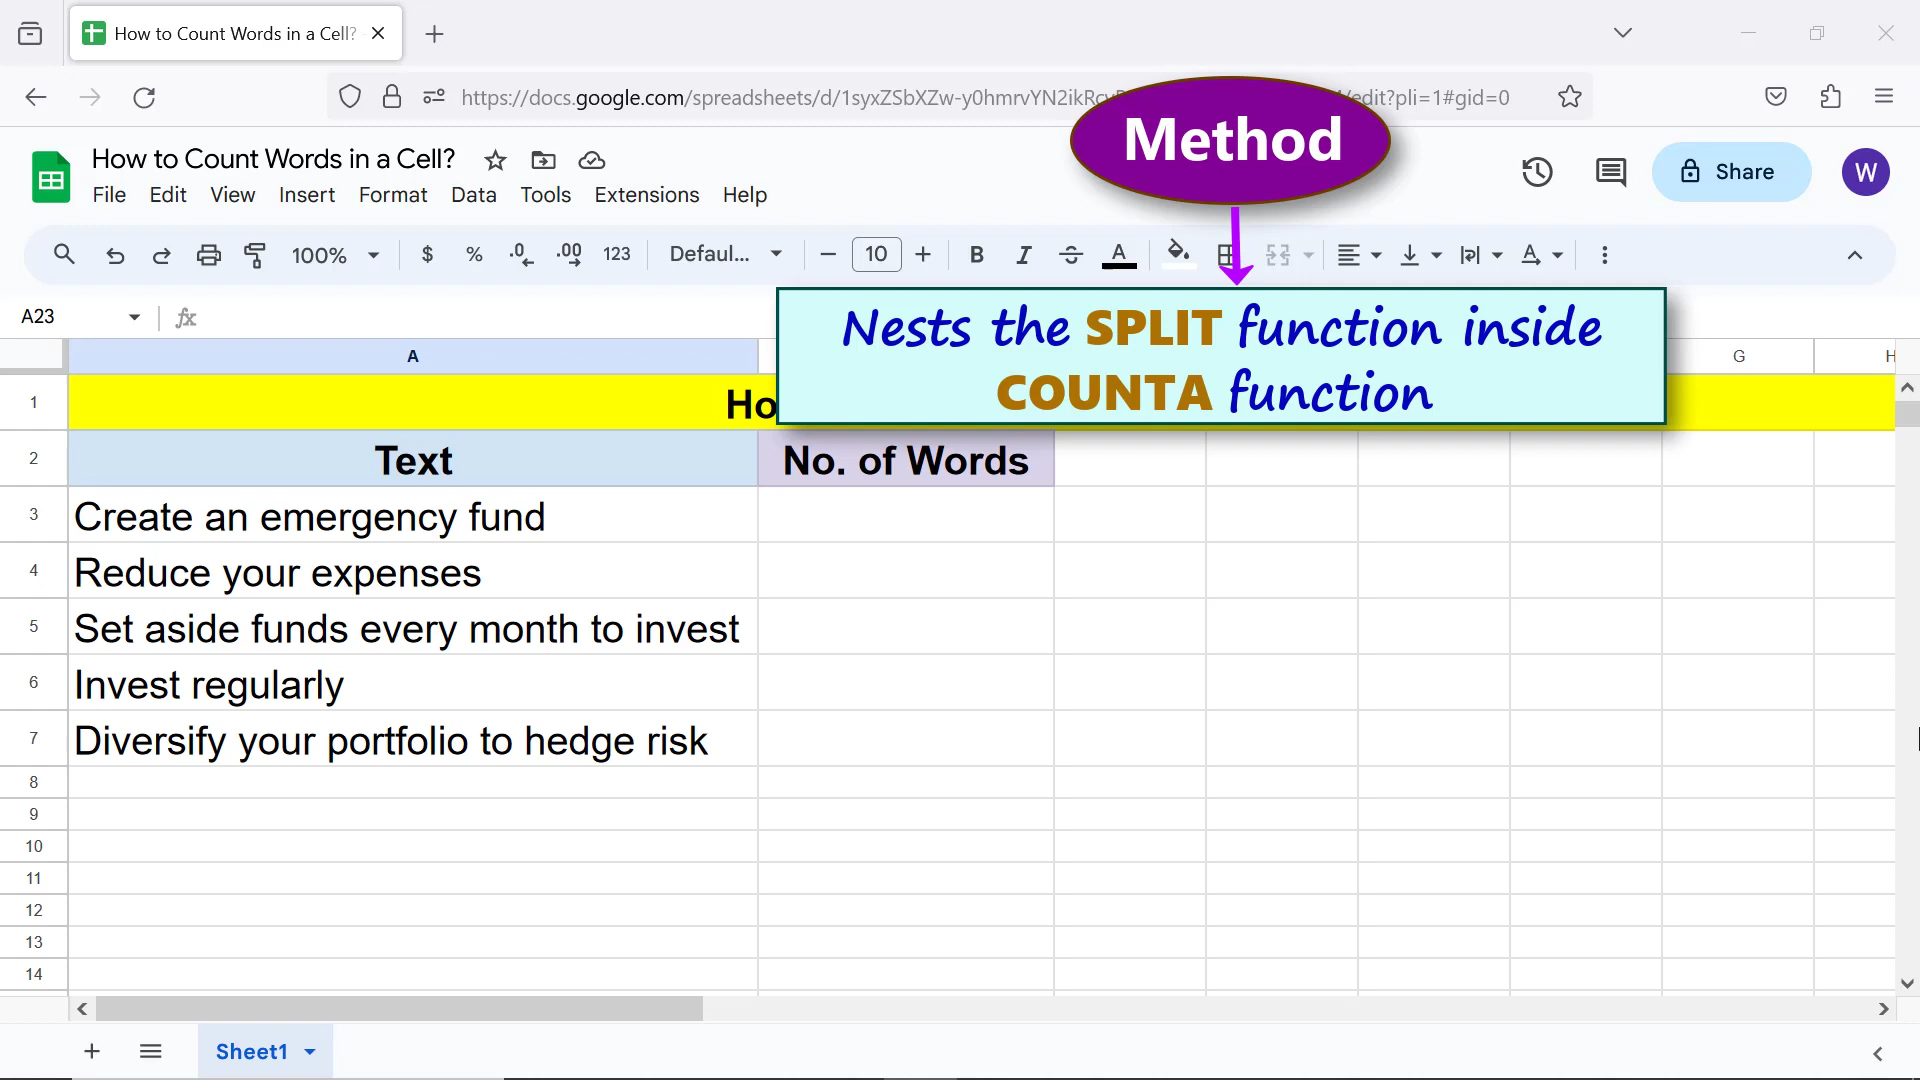 How to Count Words in a Cell?
https://docs.google.com/spreadsheets/d/1syxZSbXZw-y0hmrvYN2ikRcy edit?pli=1#gid=0
Method
How to Count Words in a Cell?
Share
W
File Edit View Insert Format Data Tools Extensions Help
100% $ % .0 .00 123 Defaul... 10 B I S A A
Nests the SPLIT function inside
COUNTA function
A23 fx
A G H
1 Ho
2 Text No. of Words
3 Create an emergency fund
4 Reduce your expenses
5 Set aside funds every month to invest
6 Invest regularly
7 Diversify your portfolio to hedge risk
8
9
10
11
12
13
14
Sheet1